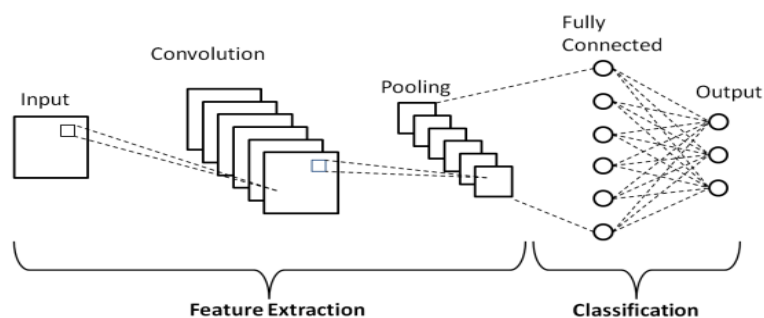 Input
Convolution
Pooling
Fully
Connected
Output
Feature Extraction
Classification